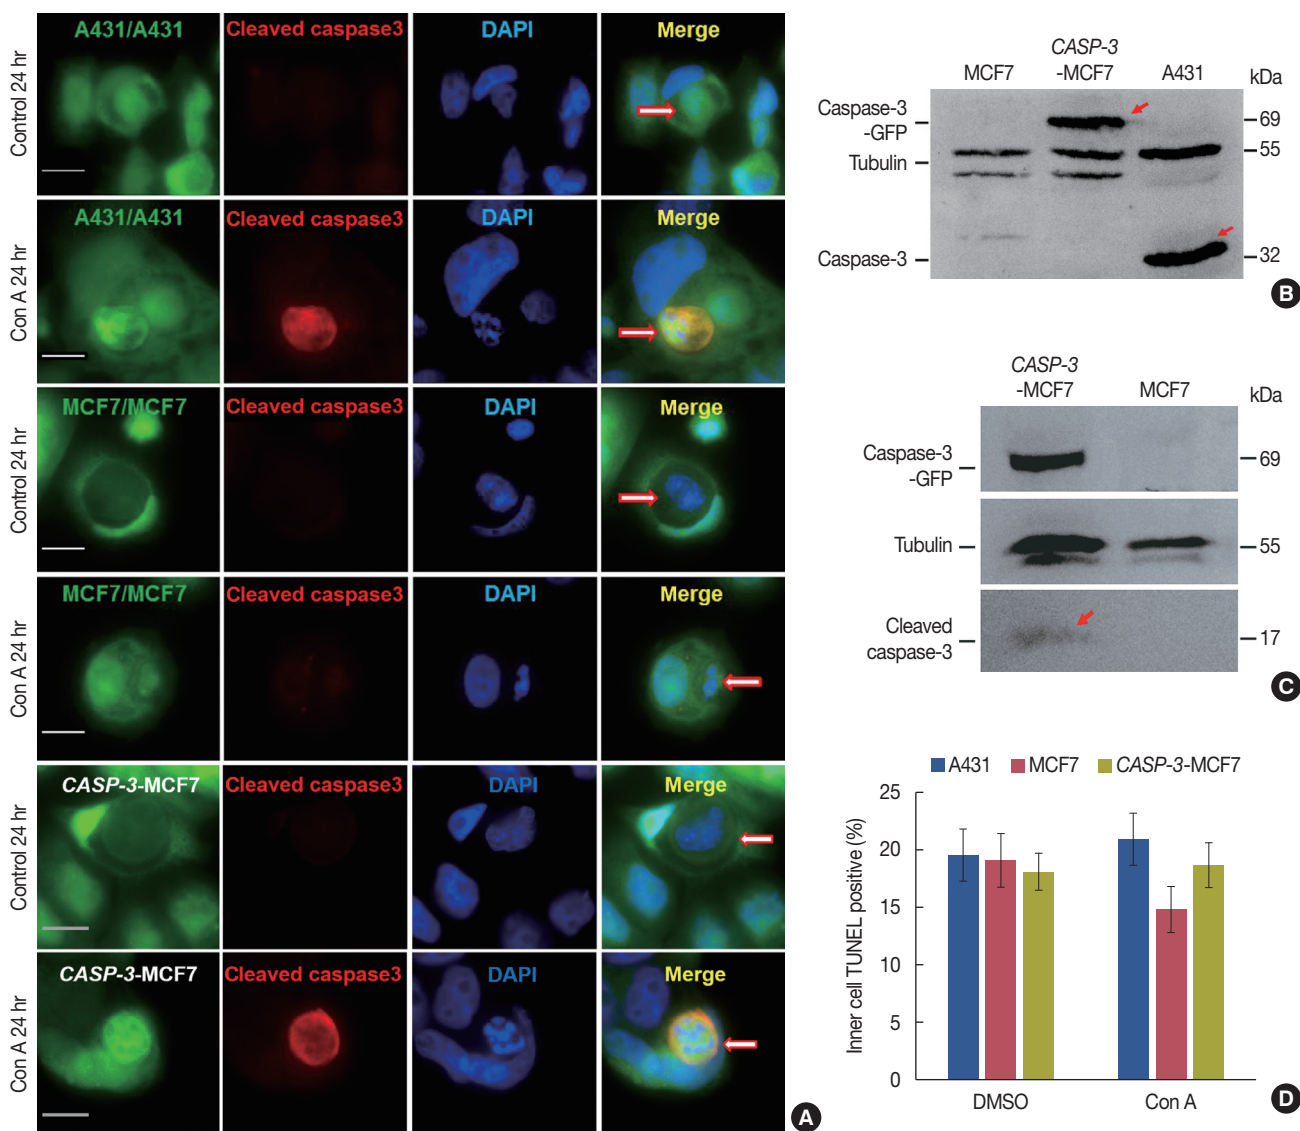 Control 24 hr
A431/A431
Cleaved caspase3
DAPI
Merge
Con A 24 hr
A431/A431
Cleaved caspase3
DAPI
Merge
Control 24 hr
MCF7/MCF7
Cleaved caspase3
DAPI
Merge
Con A 24 hr
MCF7/MCF7
Cleaved caspase3
DAPI
Merge
Control 24 hr
CASP-3-MCF7
Cleaved caspase3
DAPI
Merge
Con A 24 hr
CASP-3-MCF7
Cleaved caspase3
DAPI
Merge
A
MCF7
CASP-3
-MCF7
A431
kDa
Caspase-3
-GFP
69
55
Tubulin
Caspase-3
32
B
CASP-3
-MCF7
MCF7
kDa
Caspase-3
-GFP
69
Tubulin
55
Cleaved
caspase-3
17
C
A431
MCF7
CASP-3-MCF7
Inner cell TUNEL positive (%)
25
20
15
10
5
0
DMSO
Con A
D